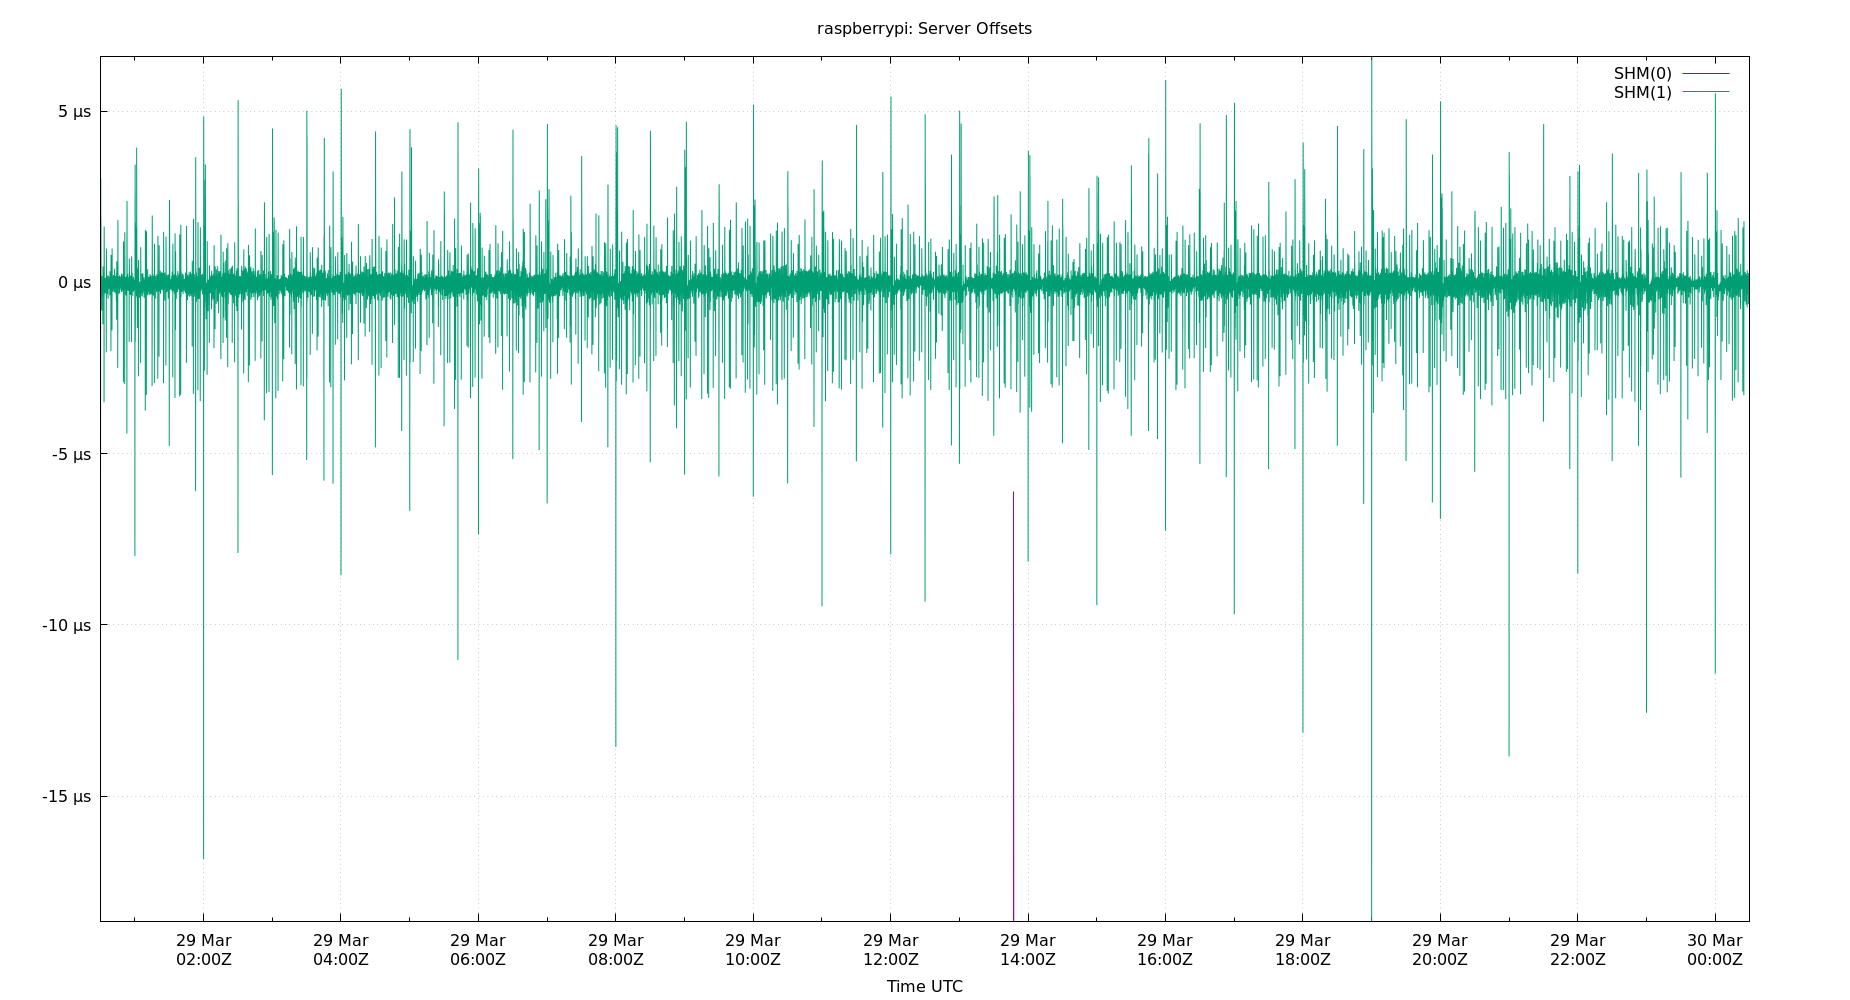 raspberrypi: Server Offsets
SHM(0)
SHM(1)
5 µs
0 µs
-5 µs
-10 µs
-15 µs
29 Mar 29 Mar 29 Mar 29 Mar 29 Mar 29 Mar 29 Mar 29 Mar 29 Mar 29 Mar 29 Mar 30 Mar
02:00Z 04:00Z 06:00Z 08:00Z 10:00Z 12:00Z 14:00Z 16:00Z 18:00Z 20:00Z 22:00Z 00:00Z
Time UTC